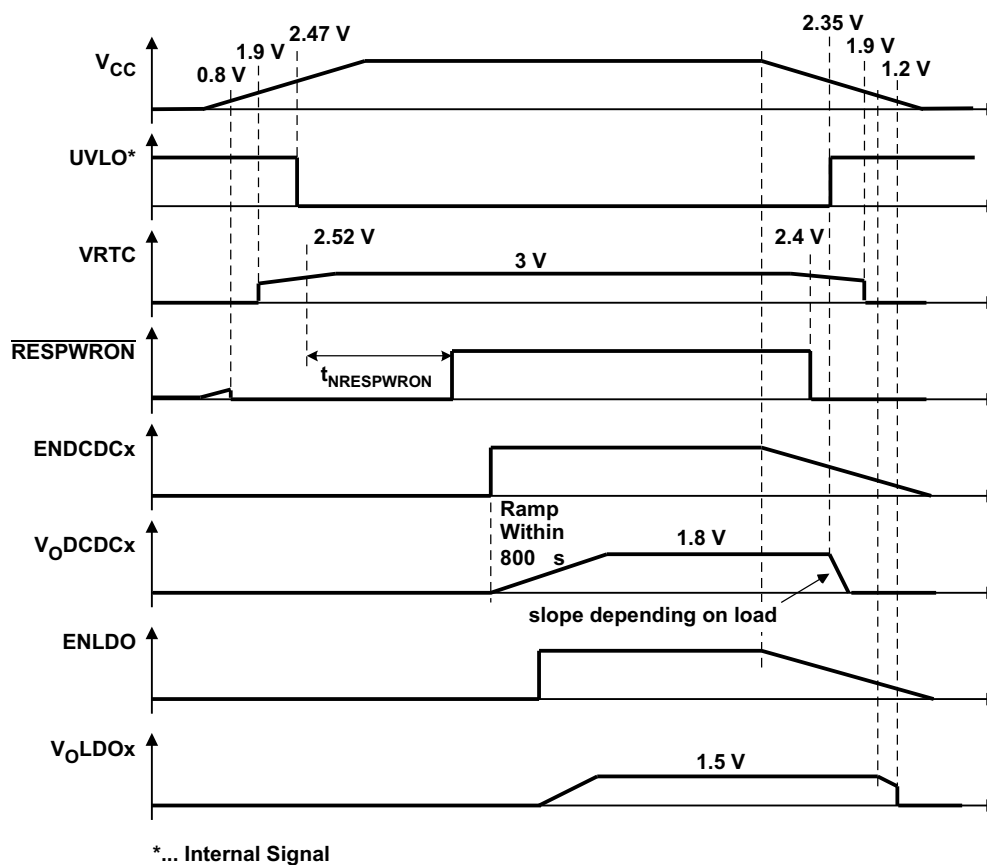 2.47 V
2.35 V
1.9 V
1.9 V
VCC
0.8 V
1.2 V
UVLO*
2.52 V
2.4 V
VRTC
3 V
RESPWRON
tNRESPWRON
ENDCDCx
Ramp
Within
800 s
VODCDCx
1.8 V
slope depending on load
ENLDO
VOLDOx
1.5 V
*... Internal Signal